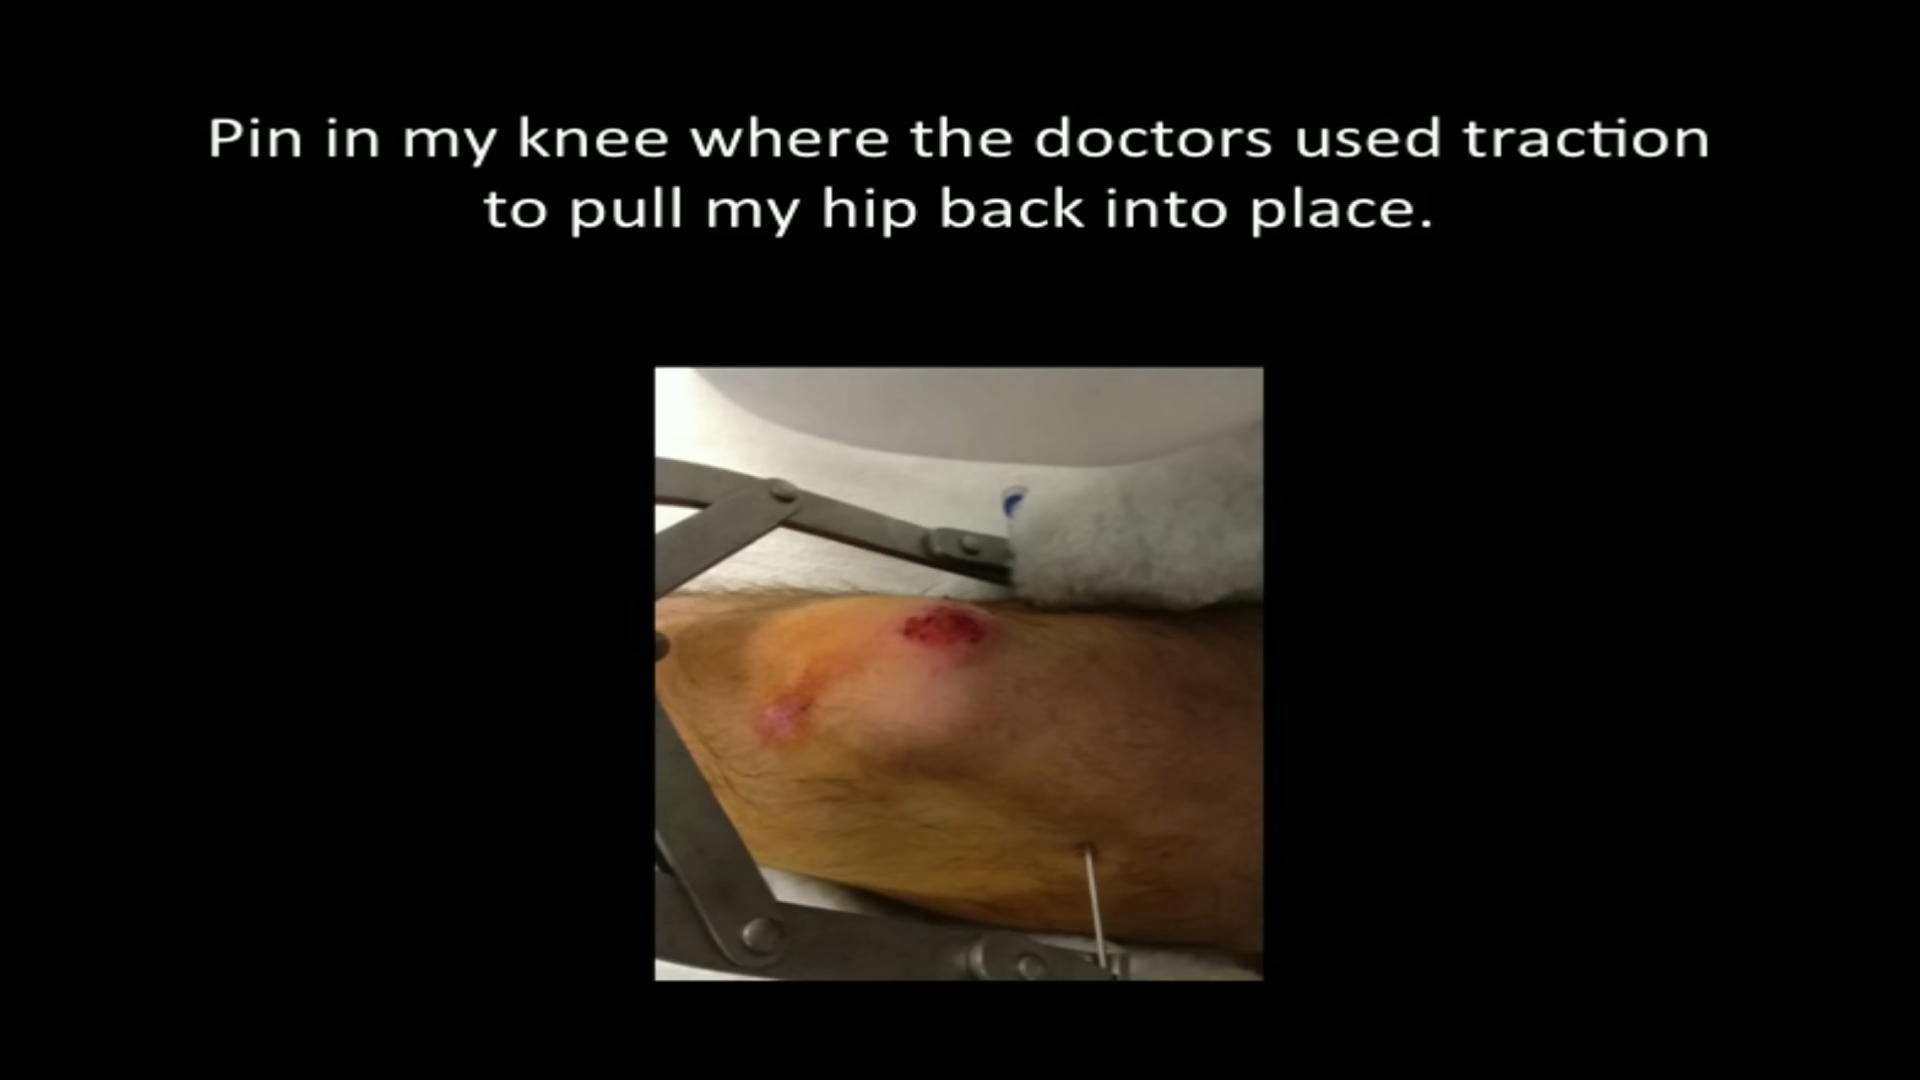 Pin in my knee where the doctors used traction
to pull my hip back into place.